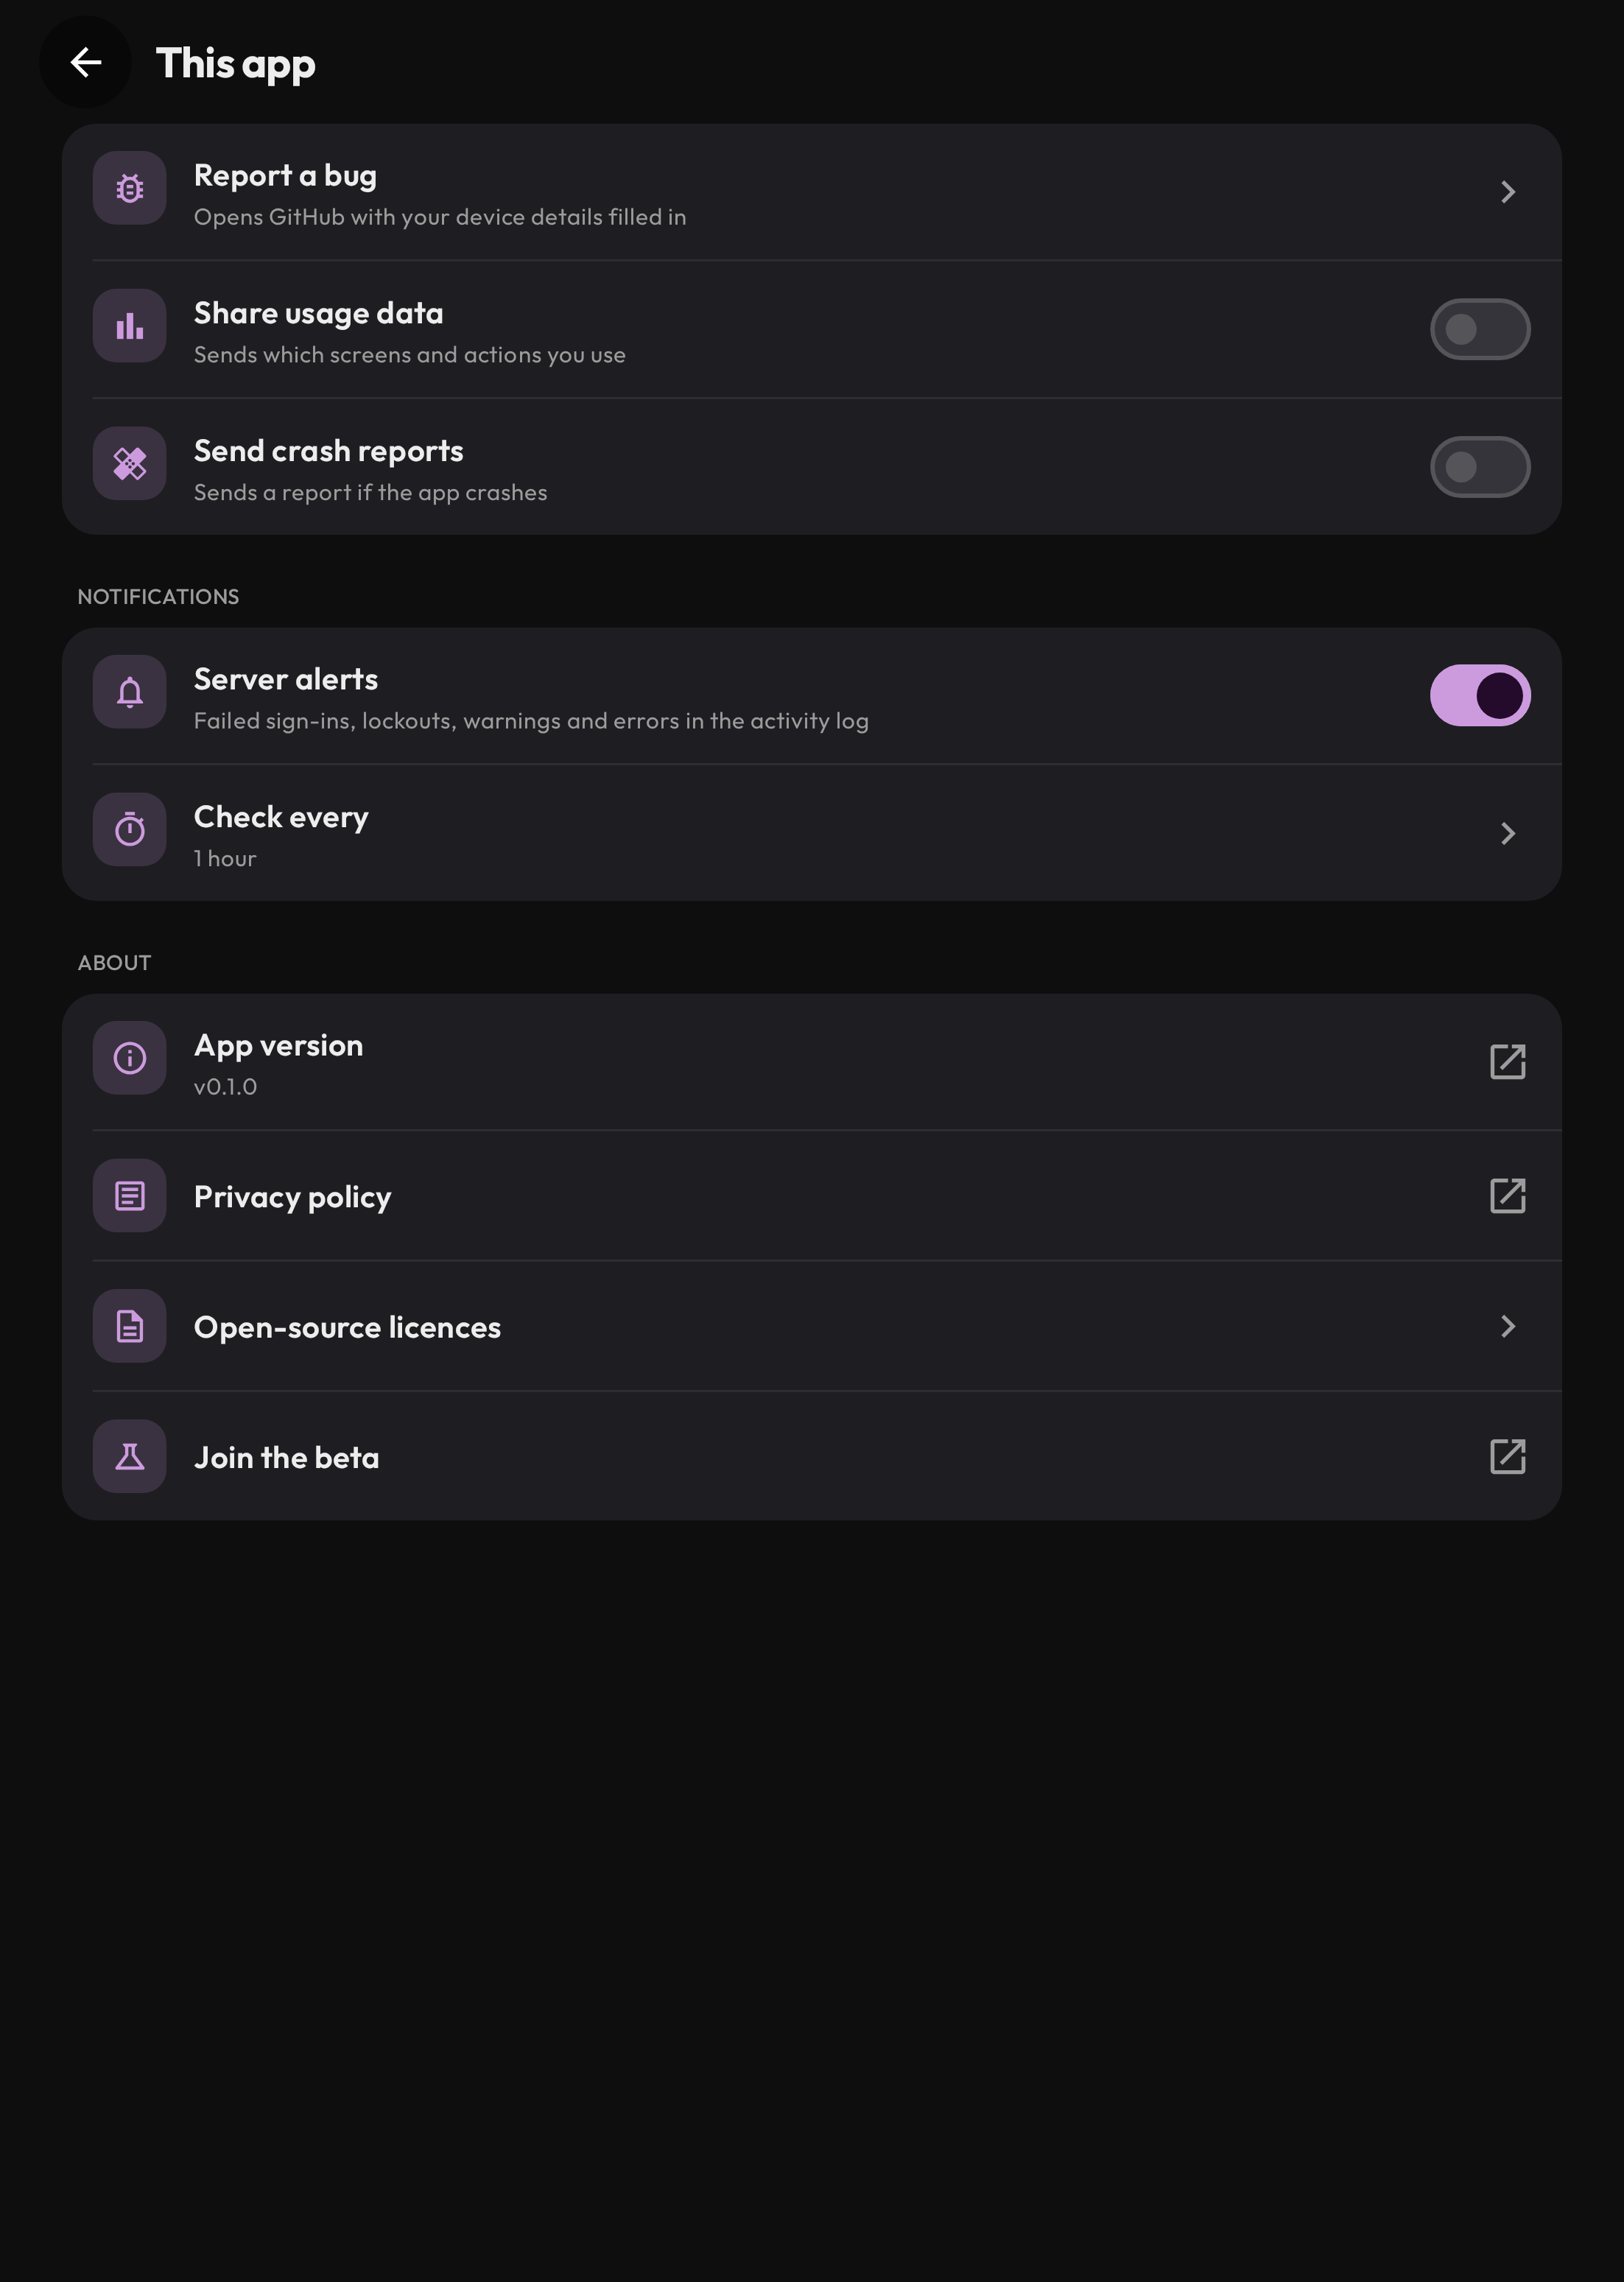 This app
Report a bug
Opens GitHub with your device details filled in
Share usage data
Sends which screens and actions you use
Send crash reports
Sends a report if the app crashes
NOTIFICATIONS
Server alerts
Failed sign-ins, lockouts, warnings and errors in the activity log
Check every
1 hour
ABOUT
App version
v0.1.0
Privacy policy
Open-source licences
Join the beta